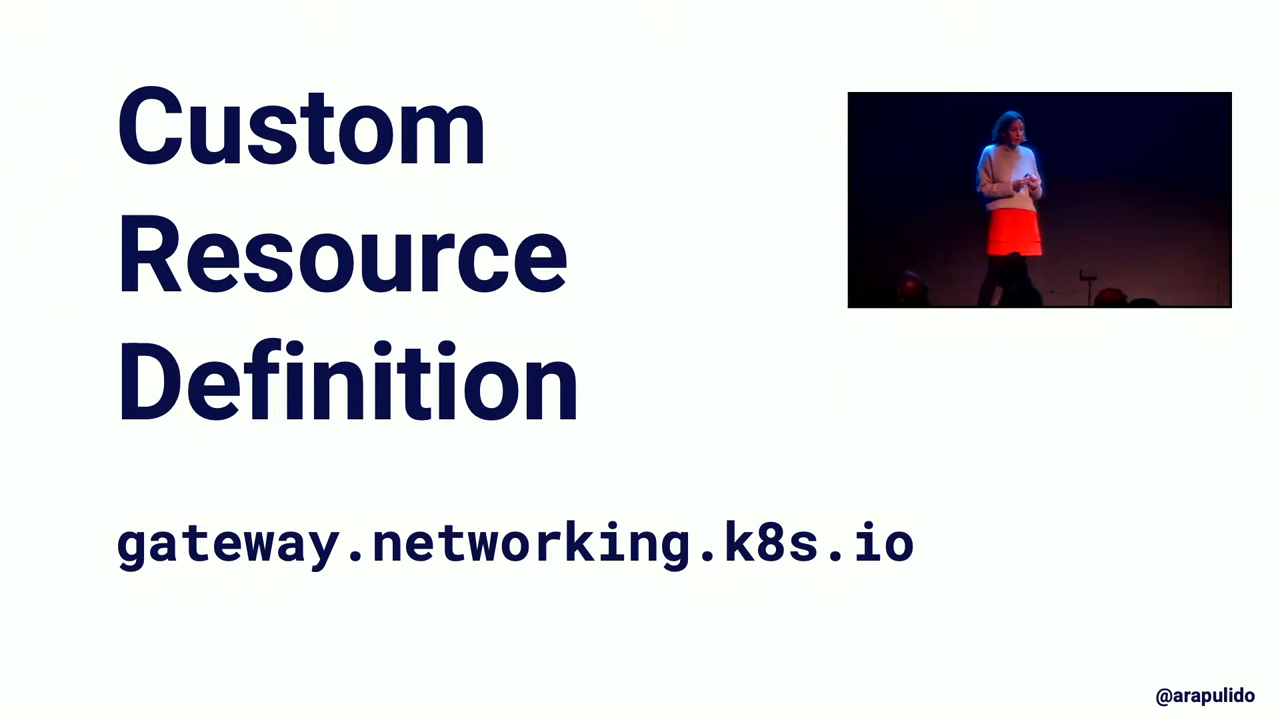 Custom
Resource
Definition
gateway.networking.k8s.io
@arapulido